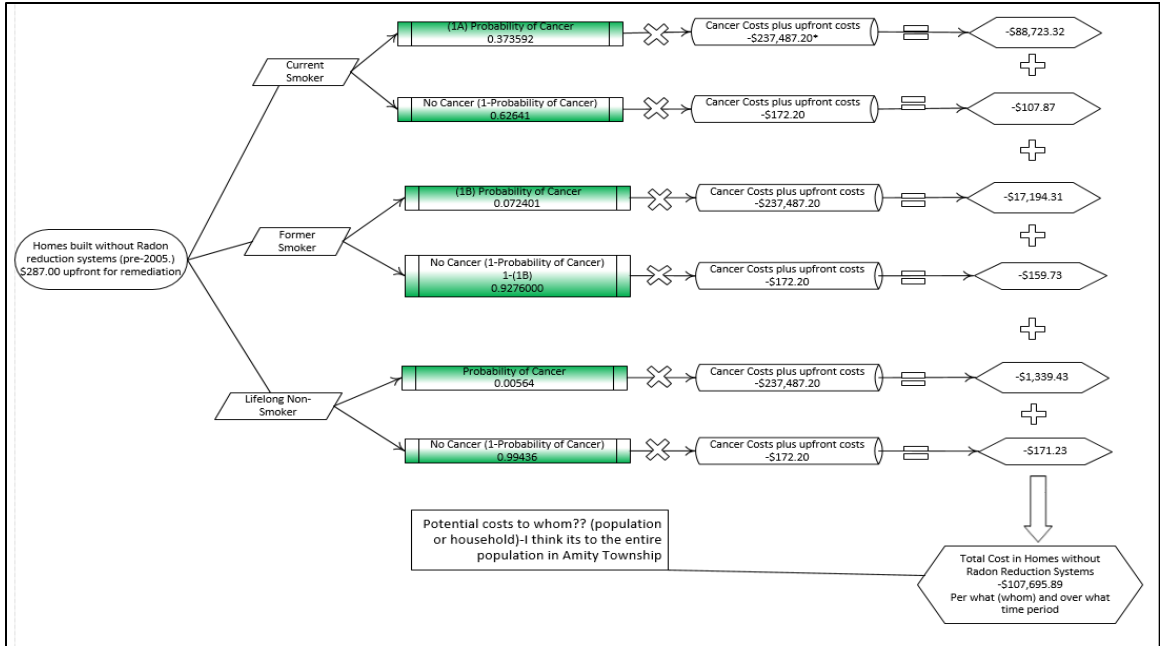 (1A) Probability of Cancer
0.373592
Cancer Costs plus upfront costs
-$237,487.20*
-$88,723.32
Current
Smoker
No Cancer (1-Probability of Cancer)
0.62641
Cancer Costs plus upfront costs
-$172.20
-$107.87
(1B) Probability of Cancer
0.072401
Cancer Costs plus upfront costs
-$237,487.20
-$17,194.31
Homes built without Radon
reduction systems (pre-2005.)
$287.00 upfront for remediation
Former
Smoker
No Cancer (1-Probability of Cancer)
1-(1B)
0.9276000
Cancer Costs plus upfront costs
-$172.20
-$159.73
Probability of Cancer
0.00564
Cancer Costs plus upfront costs
-$237,487.20
-$1,339.43
Lifelong Non-
Smoker
No Cancer (1-Probability of Cancer)
0.99436
Cancer Costs plus upfront costs
-$172.20
-$171.23
Potential costs to whom?? (population
or household)-I think its to the entire
population in Amity Township
Total Cost in Homes without
Radon Reduction Systems
-$107,695.89
Per what (whom) and over what
time period